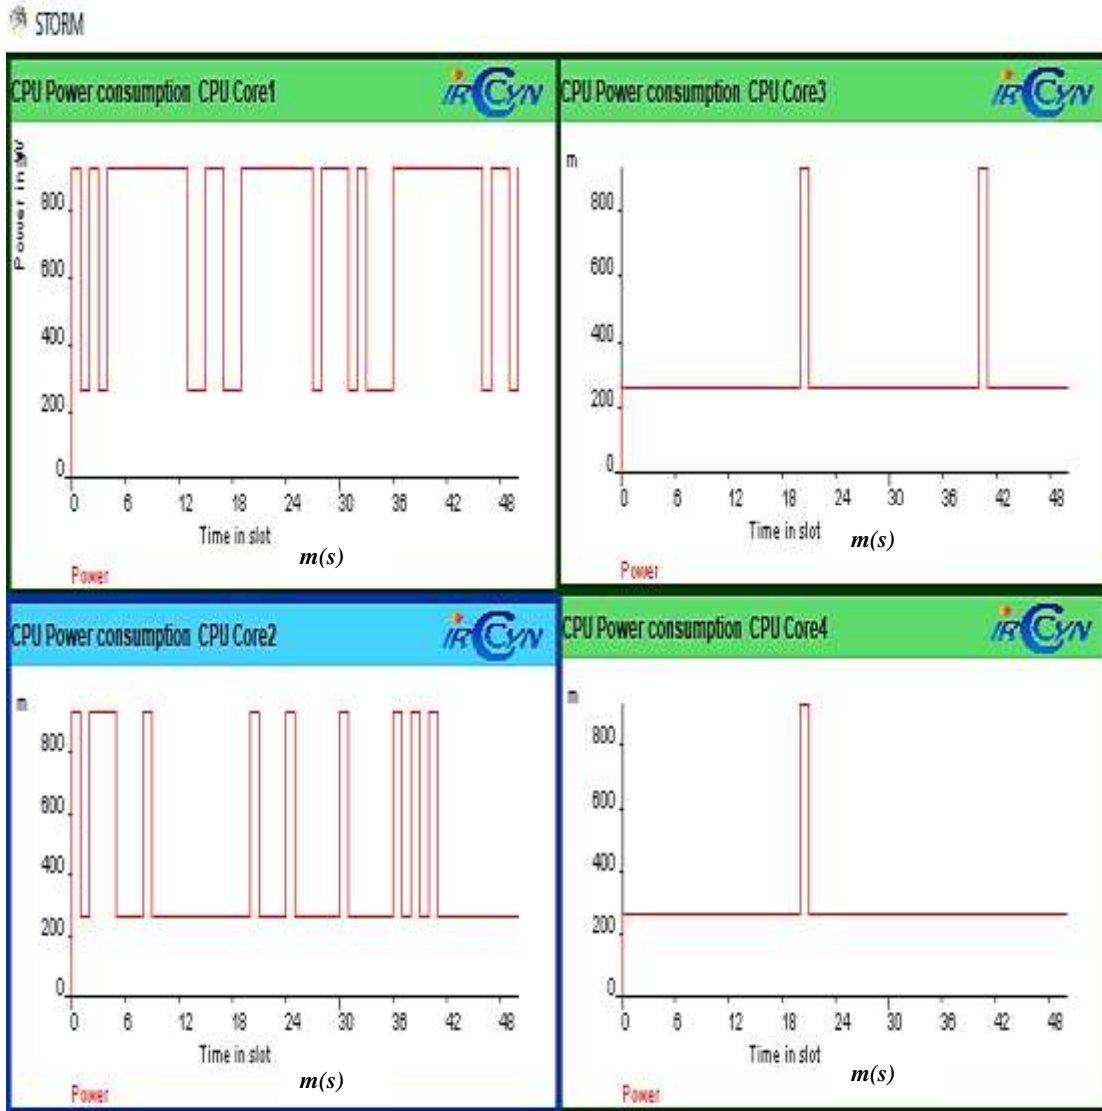 STORM
CPU Power consumption CPU Core1
IRCCyN
800
600
400
200
0
0 6 12 18 24 30 36 42 48
Time in slot
m(s)
Power
CPU Power consumption CPU Core3
IRCCyN
m
800
600
400
200
0
0 6 12 18 24 30 36 42 48
Time in slot
m(s)
Power
CPU Power consumption CPU Core2
IRCCyN
m
800
600
400
200
0
0 6 12 18 24 30 36 42 48
Time in slot
m(s)
Power
CPU Power consumption CPU Core4
IRCCyN
m
800
600
400
200
0
0 6 12 18 24 30 36 42 48
Time in slot
m(s)
Power